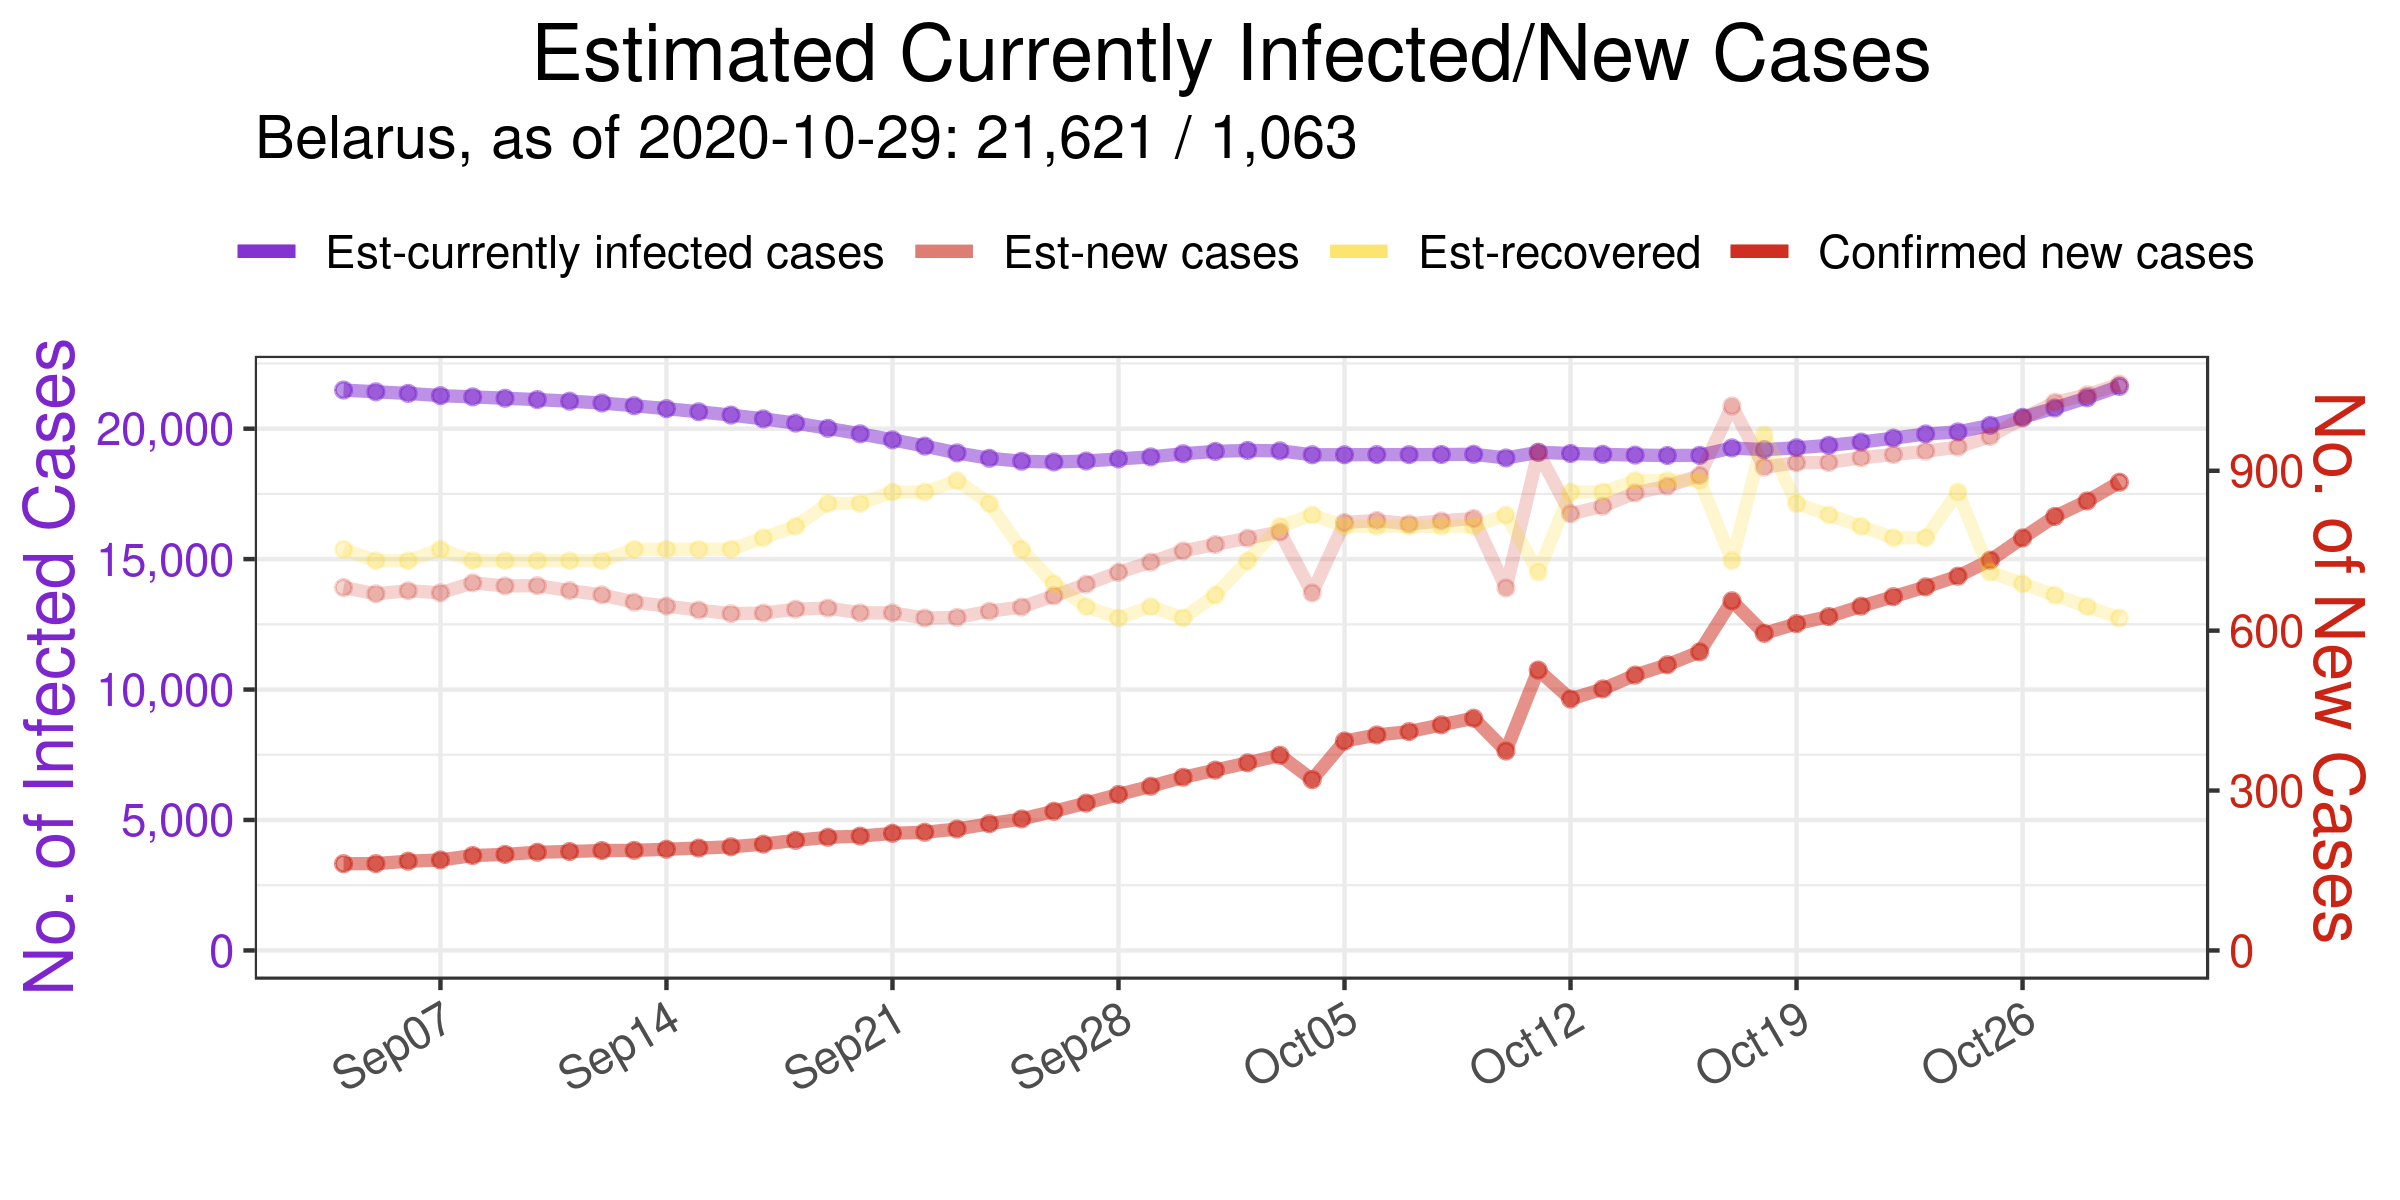 Estimated Currently Infected/New Cases
Belarus, as of 2020-10-29: 21,621 / 1,063
Est-currently infected cases Est-new cases Est-recovered Confirmed new cases
No. of Infected Cases
20,000
15,000
10,000
5,000
0
900
600
300
0
No. of New Cases
Sep07 Sep14 Sep21 Sep28 Oct05 Oct12 Oct19 Oct26